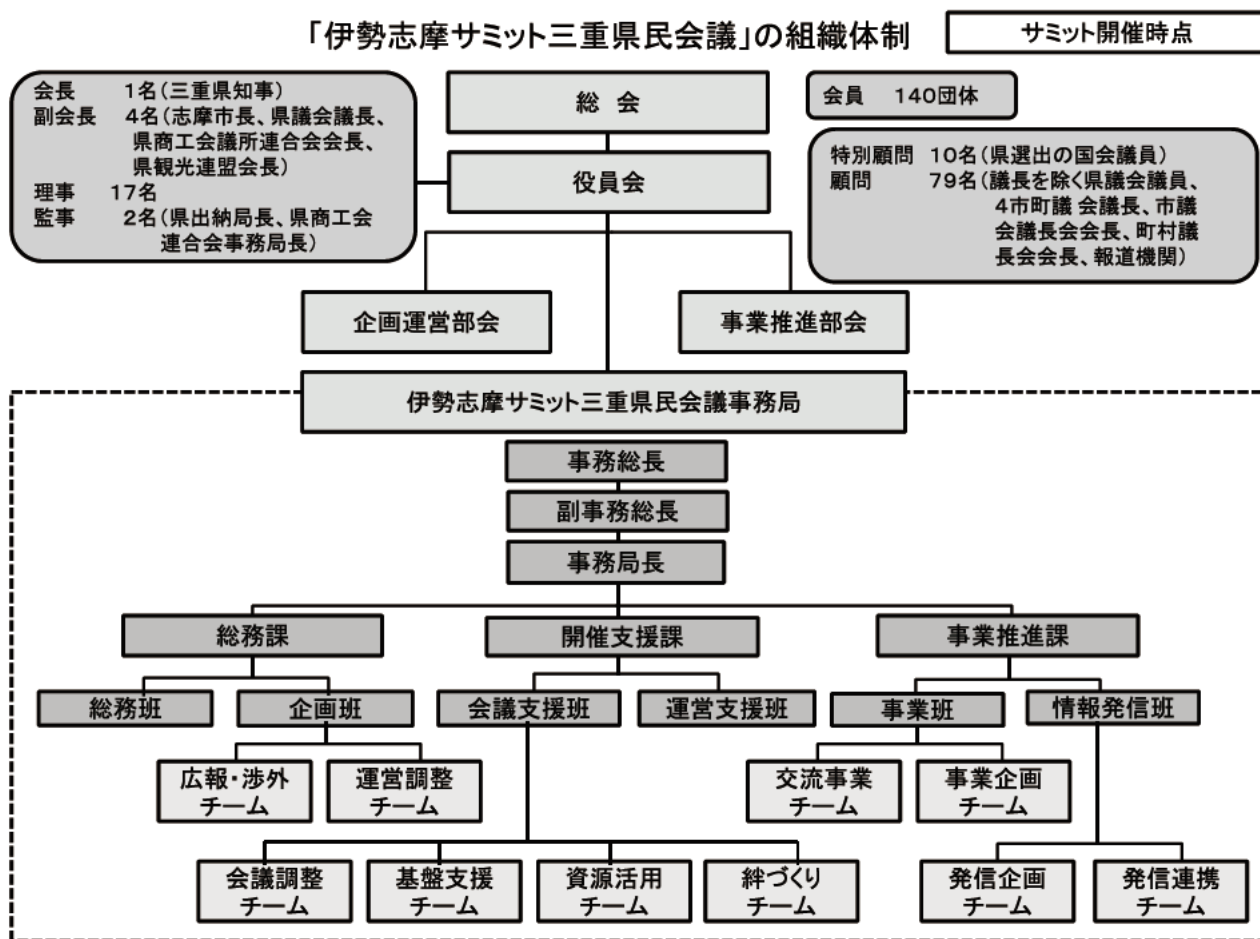 「伊勢志摩サミット三重県民会議」の組織体制
サミット開催時点
会長 1名(三重県知事)
副会長 4名(志摩市長、県議会議長、
県商工会議所連合会会長、
県観光連盟会長)
理事 17名
監事 2名(県出納局長、県商工会
連合会事務局長)
総 会
役員会
会員 140団体
特別顧問 10名(県選出の国会議員)
顧問 79名(議長を除く県議会議員、
4市町議 会議長、市議
会議長会会長、町村議
長会会長、報道機関)
企画運営部会
事業推進部会
伊勢志摩サミット三重県民会議事務局
事務総長
副事務総長
事務局長
総務課
開催支援課
事業推進課
総務班
企画班
会議支援班
運営支援班
事業班
情報発信班
広報・渉外
チーム
運営調整
チーム
交流事業
チーム
事業企画
チーム
会議調整
チーム
基盤支援
チーム
資源活用
チーム
絆づくり
チーム
発信企画
チーム
発信連携
チーム